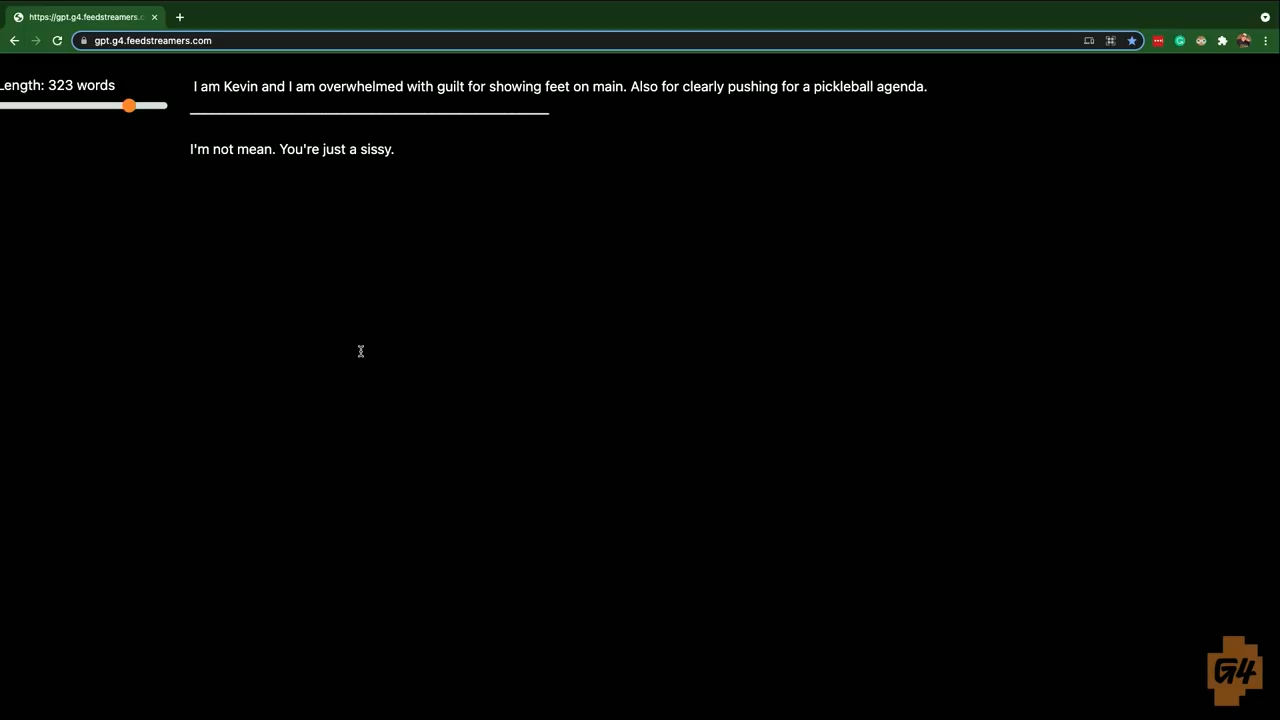 https://gpt.g4.feedstreamers.c
gpt.g4.feedstreamers.com
Length: 323 words
I am Kevin and I am overwhelmed with guilt for showing feet on main. Also for clearly pushing for a pickleball agenda.
I'm not mean. You're just a sissy.
G4